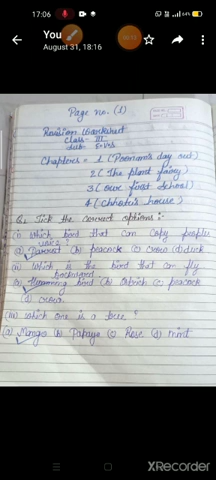 17:06
You
August 31, 18:16
Page no. (1)
Revision Worksheet
Class - III
Sub - E.V.S
Chapters = 1 (Poonam's day out)
2 (The plant fairy)
3 (Our first School)
4 (Chhotu's house)
Tick the correct options :-
(i) Which bird that can copy people
voice?
(a) Parrot (b) peacock (c) crow (d) duck
(ii) Which is the bird that can fly
backward.
(a) Humming bird (b) Ostrich (c) peacock
(d) crow.
(iii) Which one is a tree?
(a) Mango (b) Papaya (c) Rose (d) mint
XRecorder